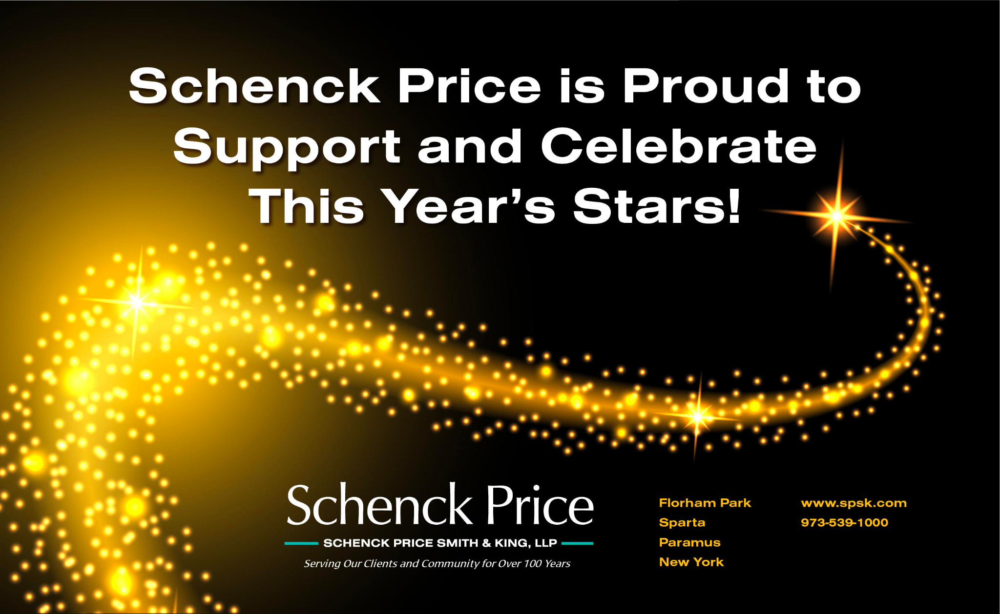 Schenck Price is Proud to
Support and Celebrate
This Year’s Stars!
Schenck Price
SCHENCK PRICE SMITH & KING, LLP
Serving Our Clients and Community for Over 100 Years
Florham Park
Sparta
Paramus
New York
www.spsk.com
973-539-1000